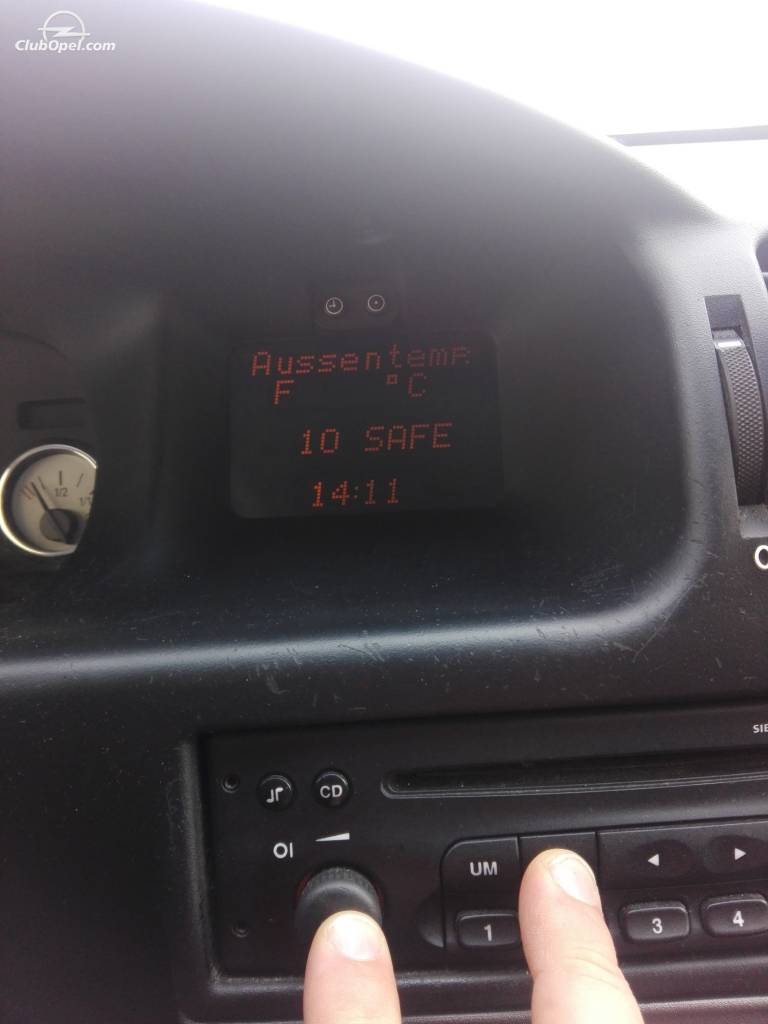 ClubOpel.com
Aussentemp
F °C
10 SAFE
14:11
1/2
CD
UM
1
3
4